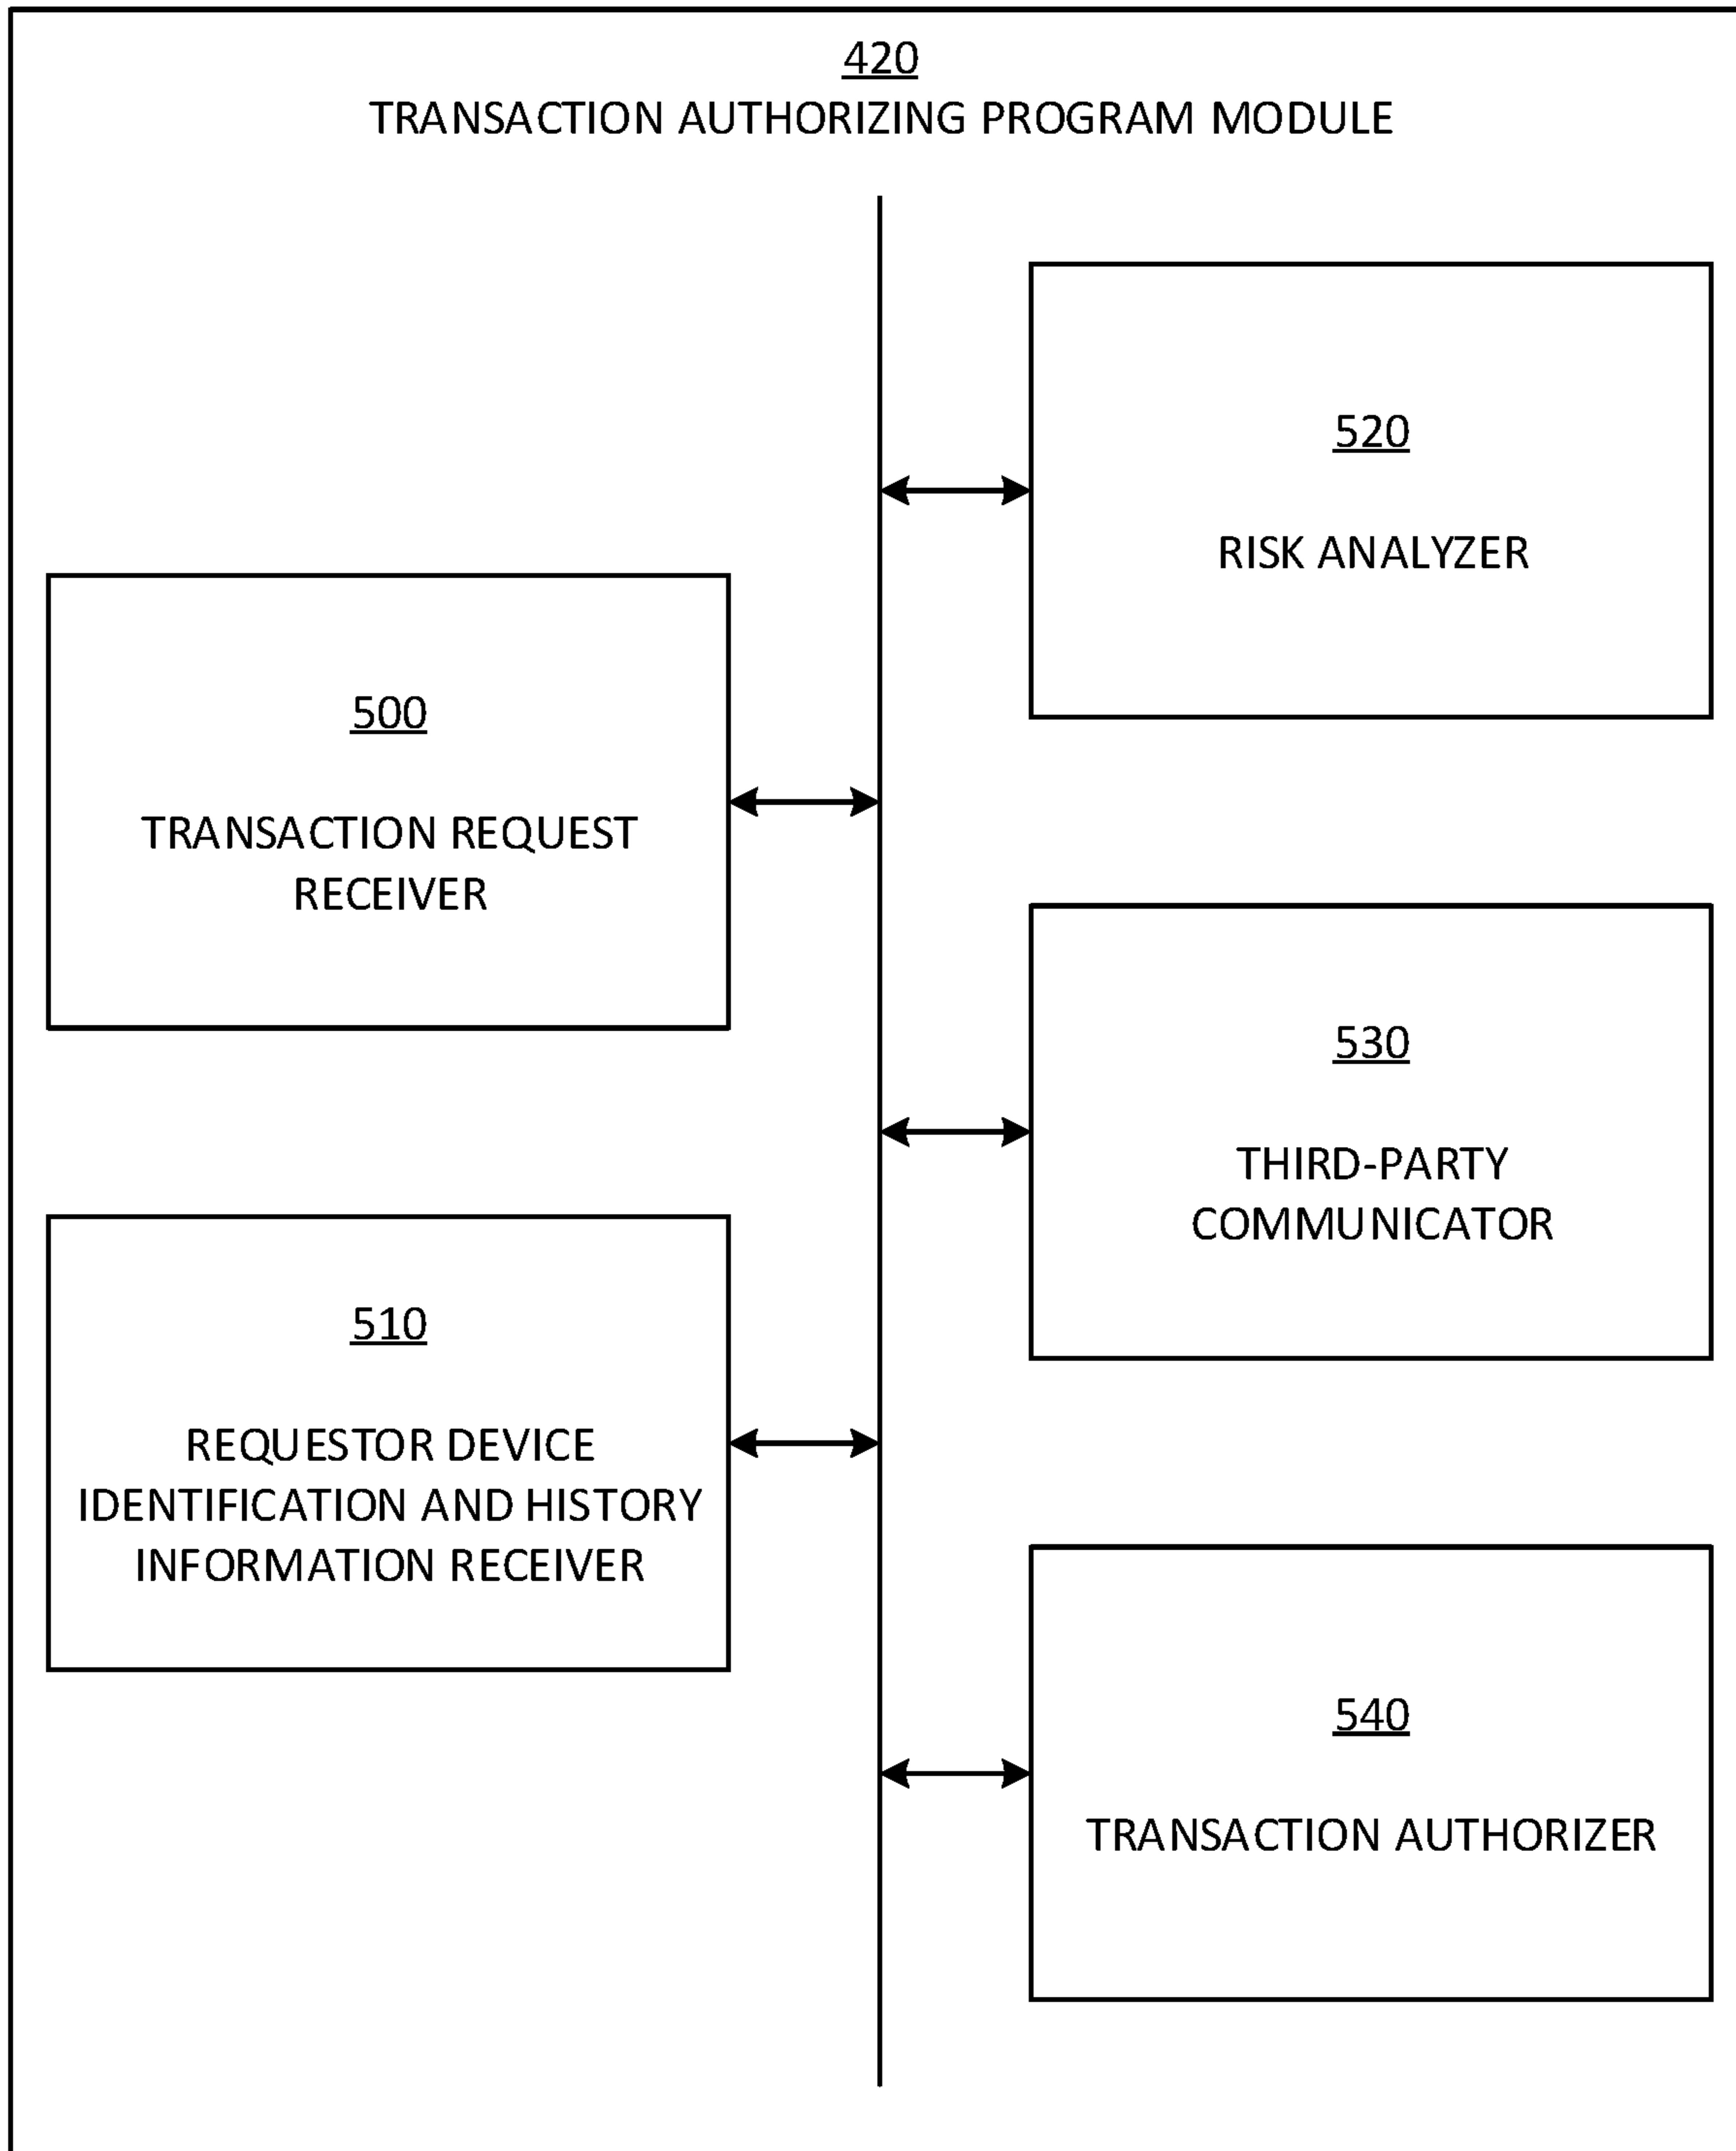 420
TRANSACTION AUTHORIZING PROGRAM MODULE
520
RISK ANALYZER
500
TRANSACTION REQUEST
RECEIVER
530
THIRD-PARTY
COMMUNICATOR
510
REQUESTOR DEVICE
IDENTIFICATION AND HISTORY
INFORMATION RECEIVER
540
TRANSACTION AUTHORIZER